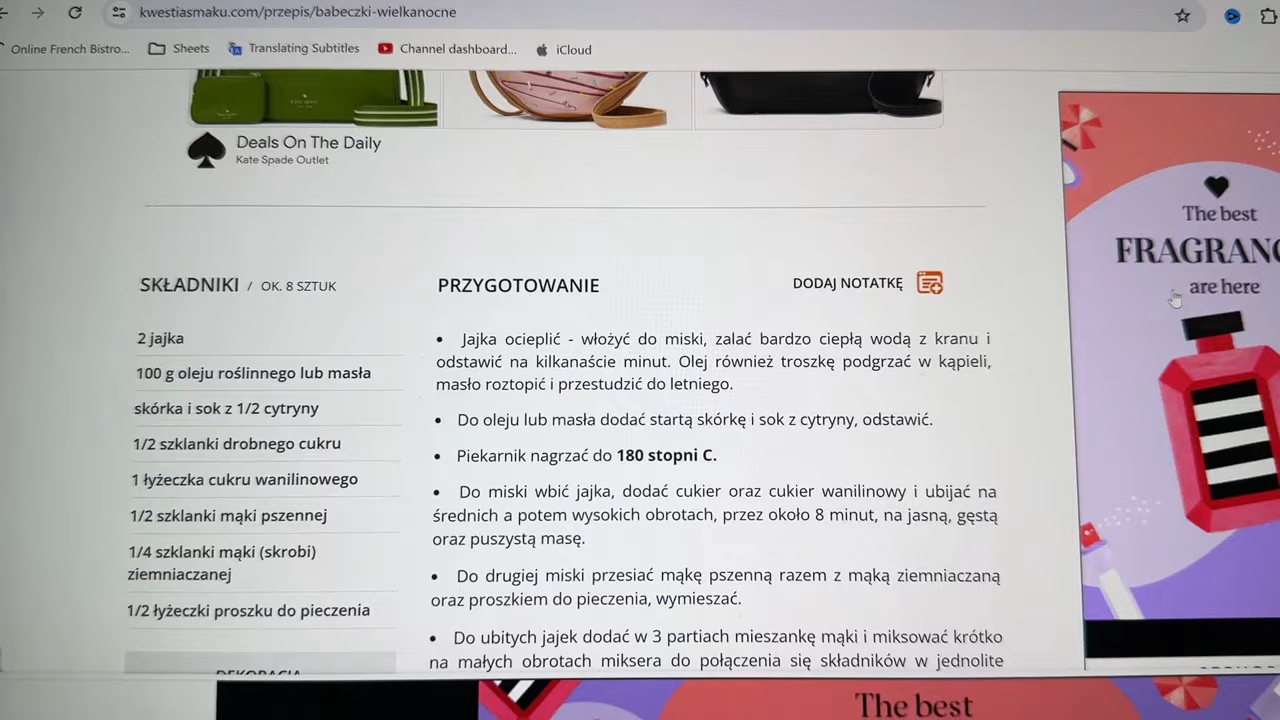 kwestiasmaku.com/przepis/babeczki-wielkanocne
Online French Bistro...
Sheets
Translating Subtitles
Channel dashboard...
iCloud
Deals On The Daily
Kate Spade Outlet
The best
FRAGRANC
are here
SKŁADNIKI / OK. 8 SZTUK
2 jajka
100 g oleju roślinnego lub masła
skórka i sok z 1/2 cytryny
1/2 szklanki drobnego cukru
1 łyżeczka cukru wanilinowego
1/2 szklanki mąki pszennej
1/4 szklanki mąki (skrobi)
ziemniaczanej
1/2 łyżeczki proszku do pieczenia
PRZYGOTOWANIE
DODAJ NOTATKĘ
• Jajka ocieplić - włożyć do miski, zalać bardzo ciepłą wodą z kranu i
odstawić na kilkanaście minut. Olej również troszkę podgrzać w kąpieli,
masło roztopić i przestudzić do letniego.
• Do oleju lub masła dodać startą skórkę i sok z cytryny, odstawić.
• Piekarnik nagrzać do 180 stopni C.
• Do miski wbić jajka, dodać cukier oraz cukier wanilinowy i ubijać na
średnich a potem wysokich obrotach, przez około 8 minut, na jasną, gęstą
oraz puszystą masę.
• Do drugiej miski przesiać mąkę pszenną razem z mąką ziemniaczaną
oraz proszkiem do pieczenia, wymieszać.
• Do ubitych jajek dodać w 3 partiach mieszankę mąki i miksować krótko
na małych obrotach miksera do połączenia się składników w jednolite
DEKORACJA
The best